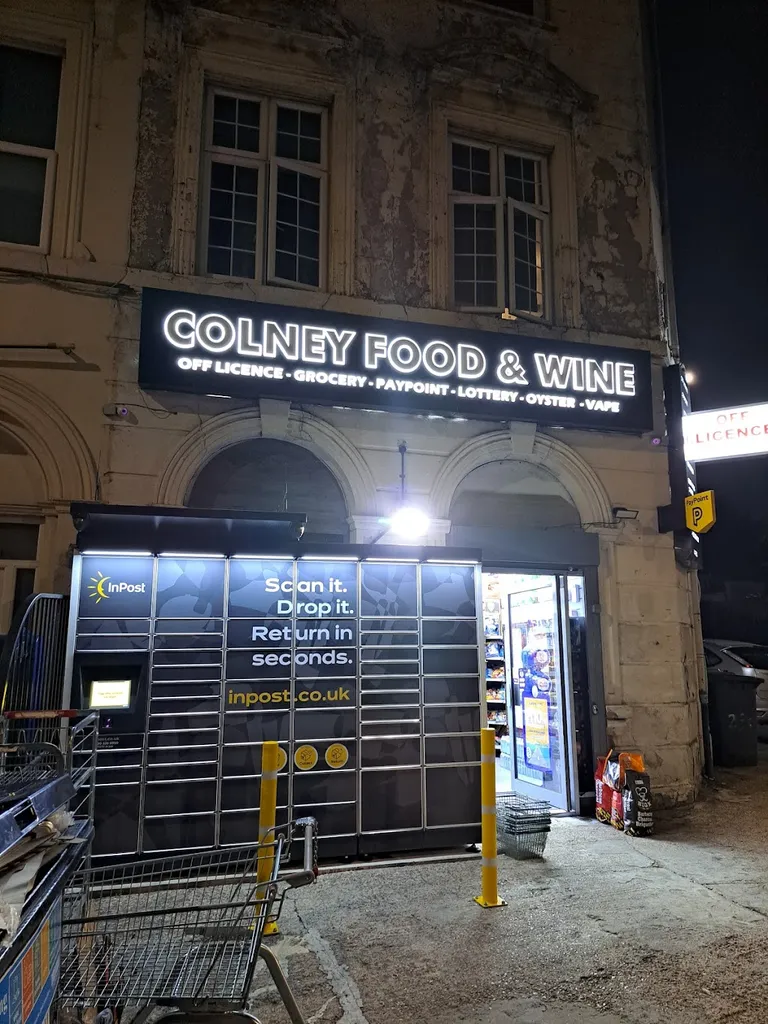 COLNEY FOOD & WINE
OFF LICENCE - GROCERY - PAYPOINT - LOTTERY - OYSTER - VAPE
OFF
LICENCE
PayPoint
P
InPost
Scan it.
Drop it.
Return in
seconds.
inpost.co.uk